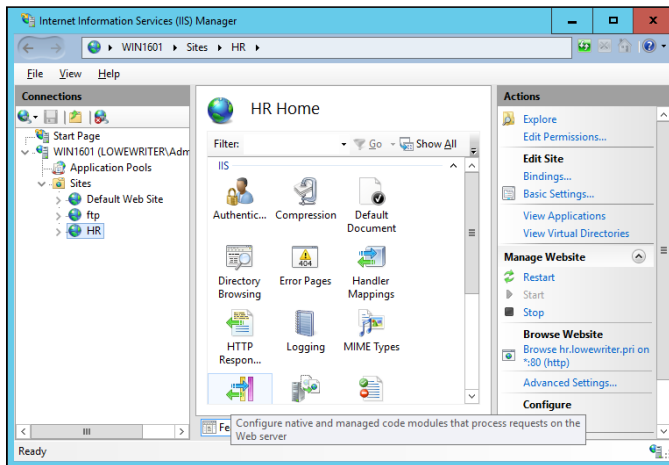 Internet Information Services (IIS) Manager
WIN1601 Sites HR
File View Help
Connections
Start Page
WIN1601 (LOWEWRITER\Adm
Application Pools
Sites
Default Web Site
ftp
HR
HR Home
Filter: Go Show All
IIS
Authentic... Compression Default Document
Directory Browsing Error Pages Handler Mappings
404
HTTP Respon... Logging MIME Types
Fe
Configure native and managed code modules that process requests on the
Web server
Actions
Explore
Edit Permissions...
Edit Site
Bindings...
Basic Settings...
View Applications
View Virtual Directories
Manage Website
Restart
Start
Stop
Browse Website
Browse hr.lowewriter.pri on
*:80 (http)
Advanced Settings...
Configure
Ready